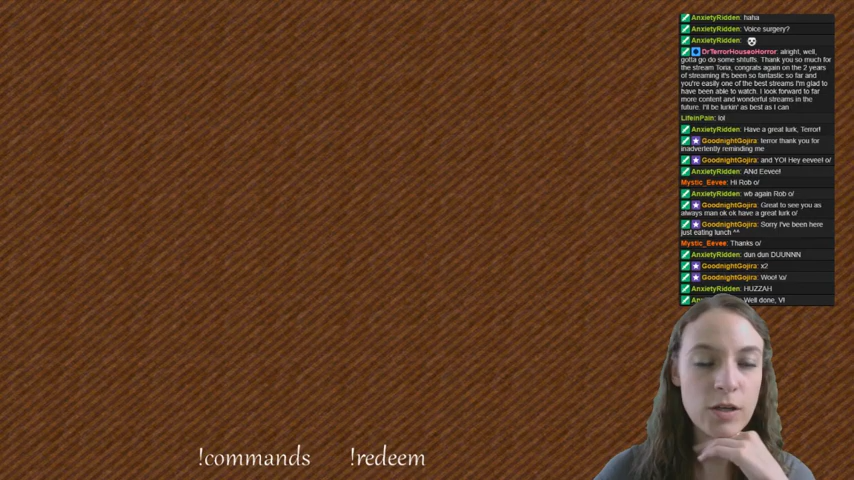 AnxietyRidden: haha
AnxietyRidden: Voice surgery?
AnxietyRidden:
DrTerrorHouseoHorror: alright, well,
gotta go do some shtuffs. Thank you so much for
the stream Toria, congrats again on the 2 years
of streaming it's been so fantastic so far and
you're easily one of the best streams I'm glad to
have been able to watch. I look forward to far
more content and wonderful streams in the
future. I'll be lurkin' as best as I can
LifeinPain: lol
AnxietyRidden: Have a great lurk, Terror!
GoodnightGojira: terror thank you for
inadvertently reminding me
GoodnightGojira: and YO! Hey eevee! o/
AnxietyRidden: ANd Eevee!
Mystic_Eevee: Hi Rob o/
AnxietyRidden: wb again Rob o/
GoodnightGojira: Great to see you as
always man ok ok have a great lurk o/
GoodnightGojira: Sorry I've been here
just eating lunch ^^
Mystic_Eevee: Thanks o/
AnxietyRidden: dun dun DUUNNN
GoodnightGojira: x2
GoodnightGojira: Woo! \o/
AnxietyRidden: HUZZAH
Well done, V!
!commands !redeem